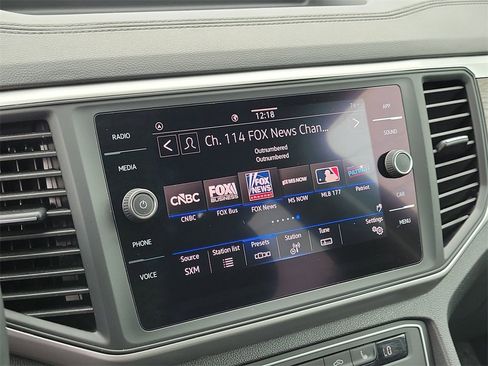 12:18
RADIO
MEDIA
PHONE
VOICE
APP
SOUND
CAR
MENU
Ch. 114 FOX News Chan...
Outnumbered
Outnumbered
CNBC
FOX BUSINESS
FOX NEWS
MS NOW
PATRIOT
CNBC
FOX Bus
FOX News
MS NOW
MLB 177
Patriot
Source
SXM
Station list
Presets
Station
Tune
Settings